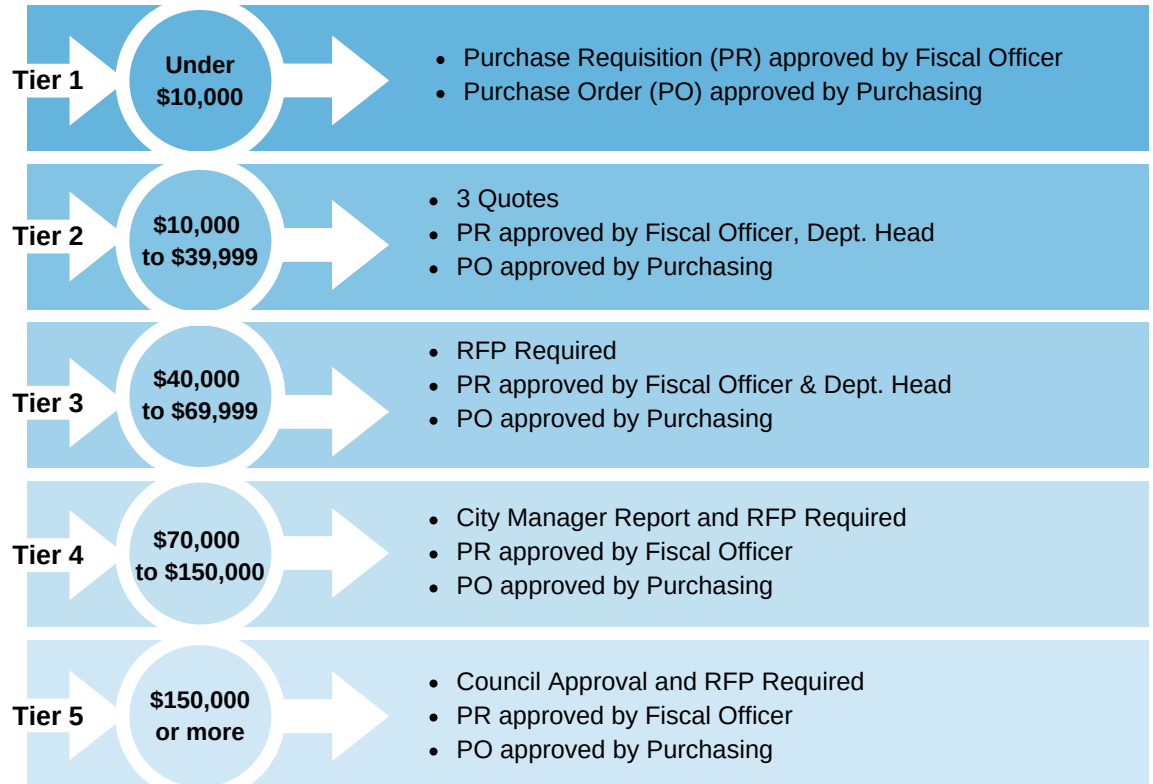 Tier 1
Under
$10,000
• Purchase Requisition (PR) approved by Fiscal Officer
• Purchase Order (PO) approved by Purchasing
Tier 2
$10,000
to $39,999
• 3 Quotes
• PR approved by Fiscal Officer, Dept. Head
• PO approved by Purchasing
Tier 3
$40,000
to $69,999
• RFP Required
• PR approved by Fiscal Officer & Dept. Head
• PO approved by Purchasing
Tier 4
$70,000
to $150,000
• City Manager Report and RFP Required
• PR approved by Fiscal Officer
• PO approved by Purchasing
Tier 5
$150,000
or more
• Council Approval and RFP Required
• PR approved by Fiscal Officer
• PO approved by Purchasing